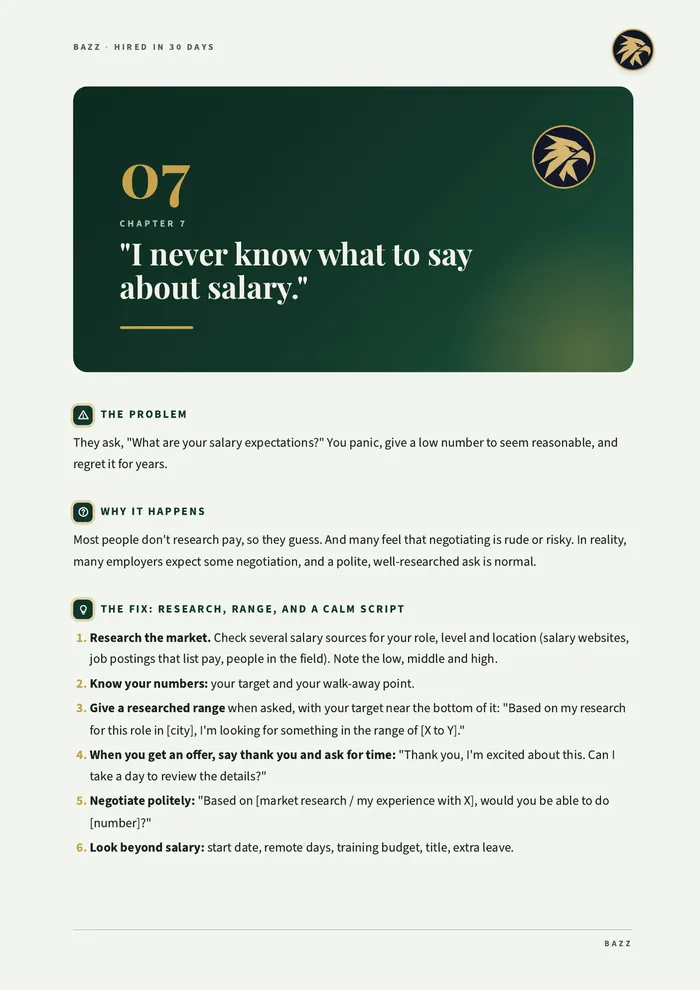 BAZZ · HIRED IN 30 DAYS
07
CHAPTER 7
"I never know what to say
about salary."
THE PROBLEM
They ask, "What are your salary expectations?" You panic, give a low number to seem reasonable, and
regret it for years.
WHY IT HAPPENS
Most people don't research pay, so they guess. And many feel that negotiating is rude or risky. In reality,
many employers expect some negotiation, and a polite, well-researched ask is normal.
THE FIX: RESEARCH, RANGE, AND A CALM SCRIPT
1. Research the market. Check several salary sources for your role, level and location (salary websites,
job postings that list pay, people in the field). Note the low, middle and high.
2. Know your numbers: your target and your walk-away point.
3. Give a researched range when asked, with your target near the bottom of it: "Based on my research
for this role in [city], I'm looking for something in the range of [X to Y]."
4. When you get an offer, say thank you and ask for time: "Thank you, I'm excited about this. Can I
take a day to review the details?"
5. Negotiate politely: "Based on [market research / my experience with X], would you be able to do
[number]?"
6. Look beyond salary: start date, remote days, training budget, title, extra leave.
BAZZ